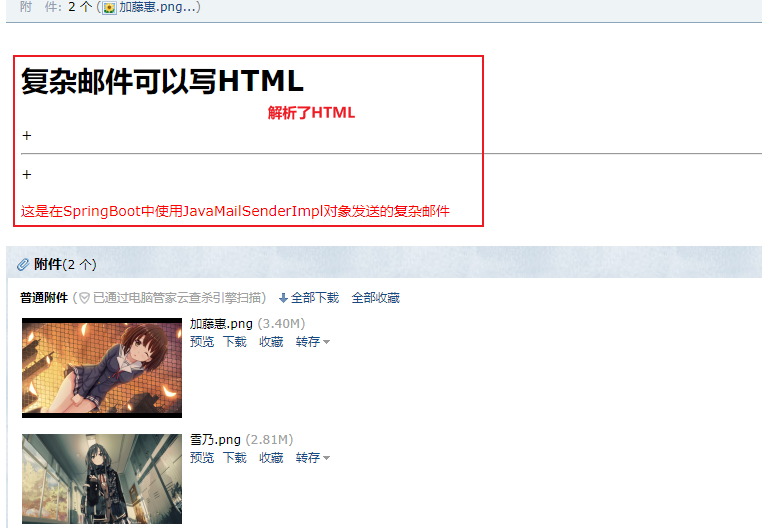 附 件: 2 个 (加藤惠.png...)
复杂邮件可以写HTML
解析了HTML
+
+
这是在SpringBoot中使用JavaMailSenderImpl对象发送的复杂邮件
附件(2 个)
普通附件 (已通过电脑管家云查杀引擎扫描) 全部下载 全部收藏
加藤惠.png (3.40M)
预览 下载 收藏 转存
雪乃.png (2.81M)
预览 下载 收藏 转存